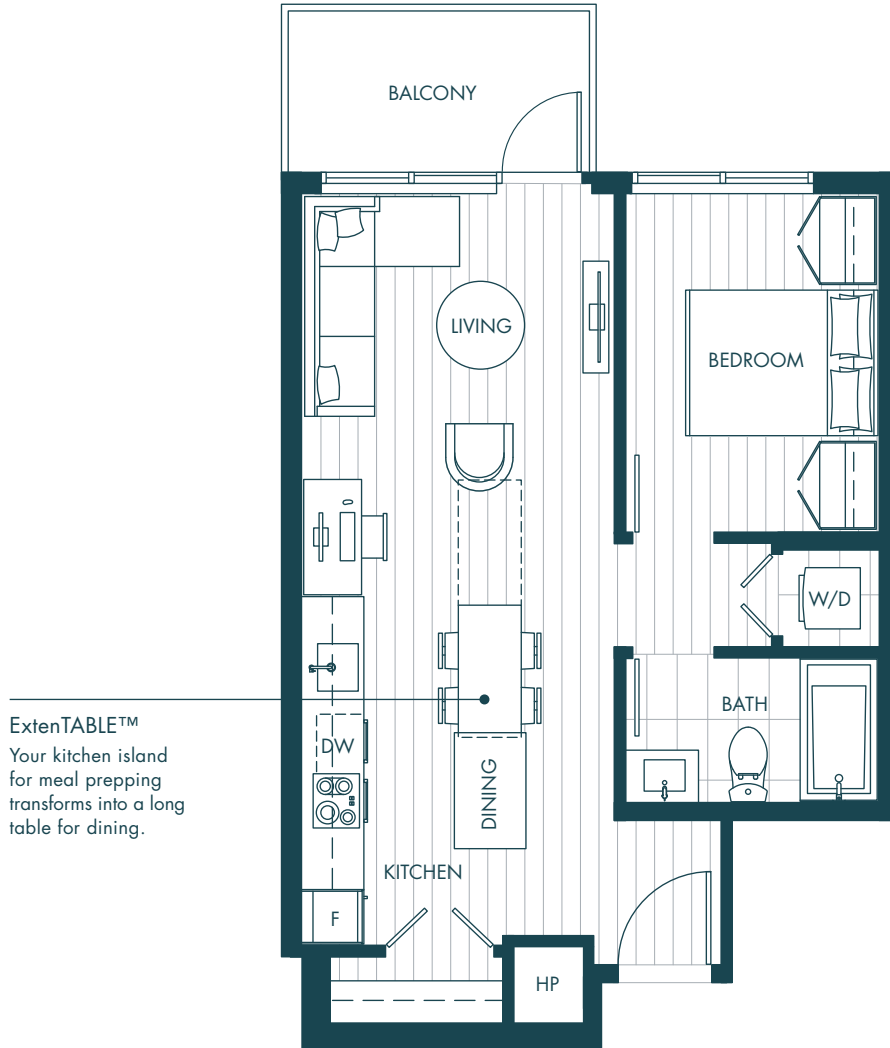 BALCONY
LIVING
BEDROOM
W/D
BATH
ExtenTABLE™
Your kitchen island
for meal prepping
transforms into a long
table for dining.
DW
DINING
KITCHEN
F
HP